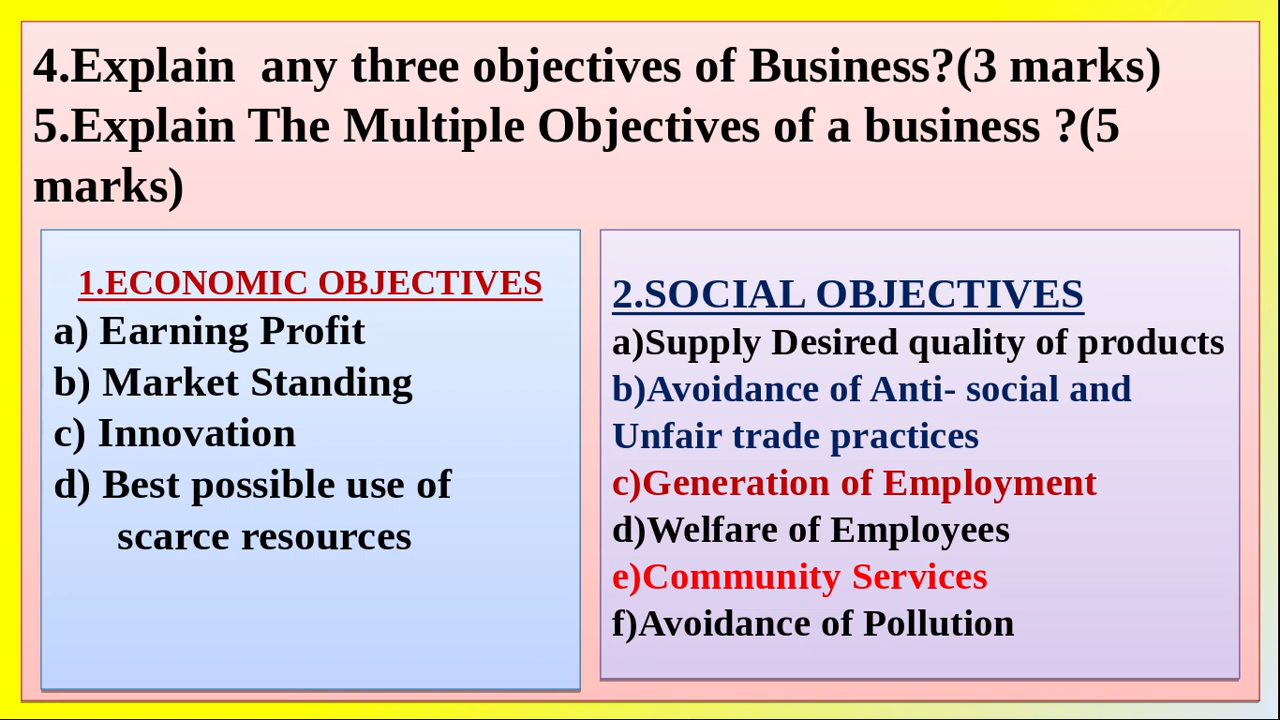 4.Explain  any three objectives of Business?(3 marks)
5.Explain The Multiple Objectives of a business ?(5
marks)
1.ECONOMIC OBJECTIVES
a) Earning Profit
b) Market Standing
c) Innovation
d) Best possible use of
scarce resources
2.SOCIAL OBJECTIVES
a)Supply Desired quality of products
b)Avoidance of Anti- social and
Unfair trade practices
c)Generation of Employment
d)Welfare of Employees
e)Community Services
f)Avoidance of Pollution